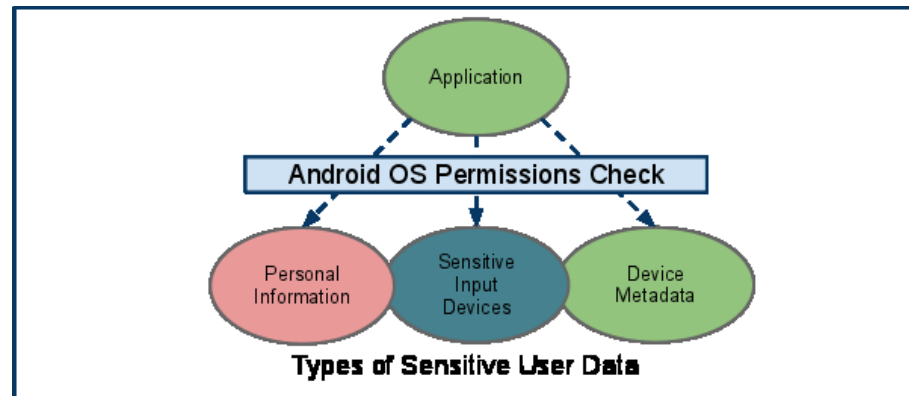 Application
Android OS Permissions Check
Personal
Information
Sensitive
Input
Devices
Device
Metadata
Types of Sensitive User Data